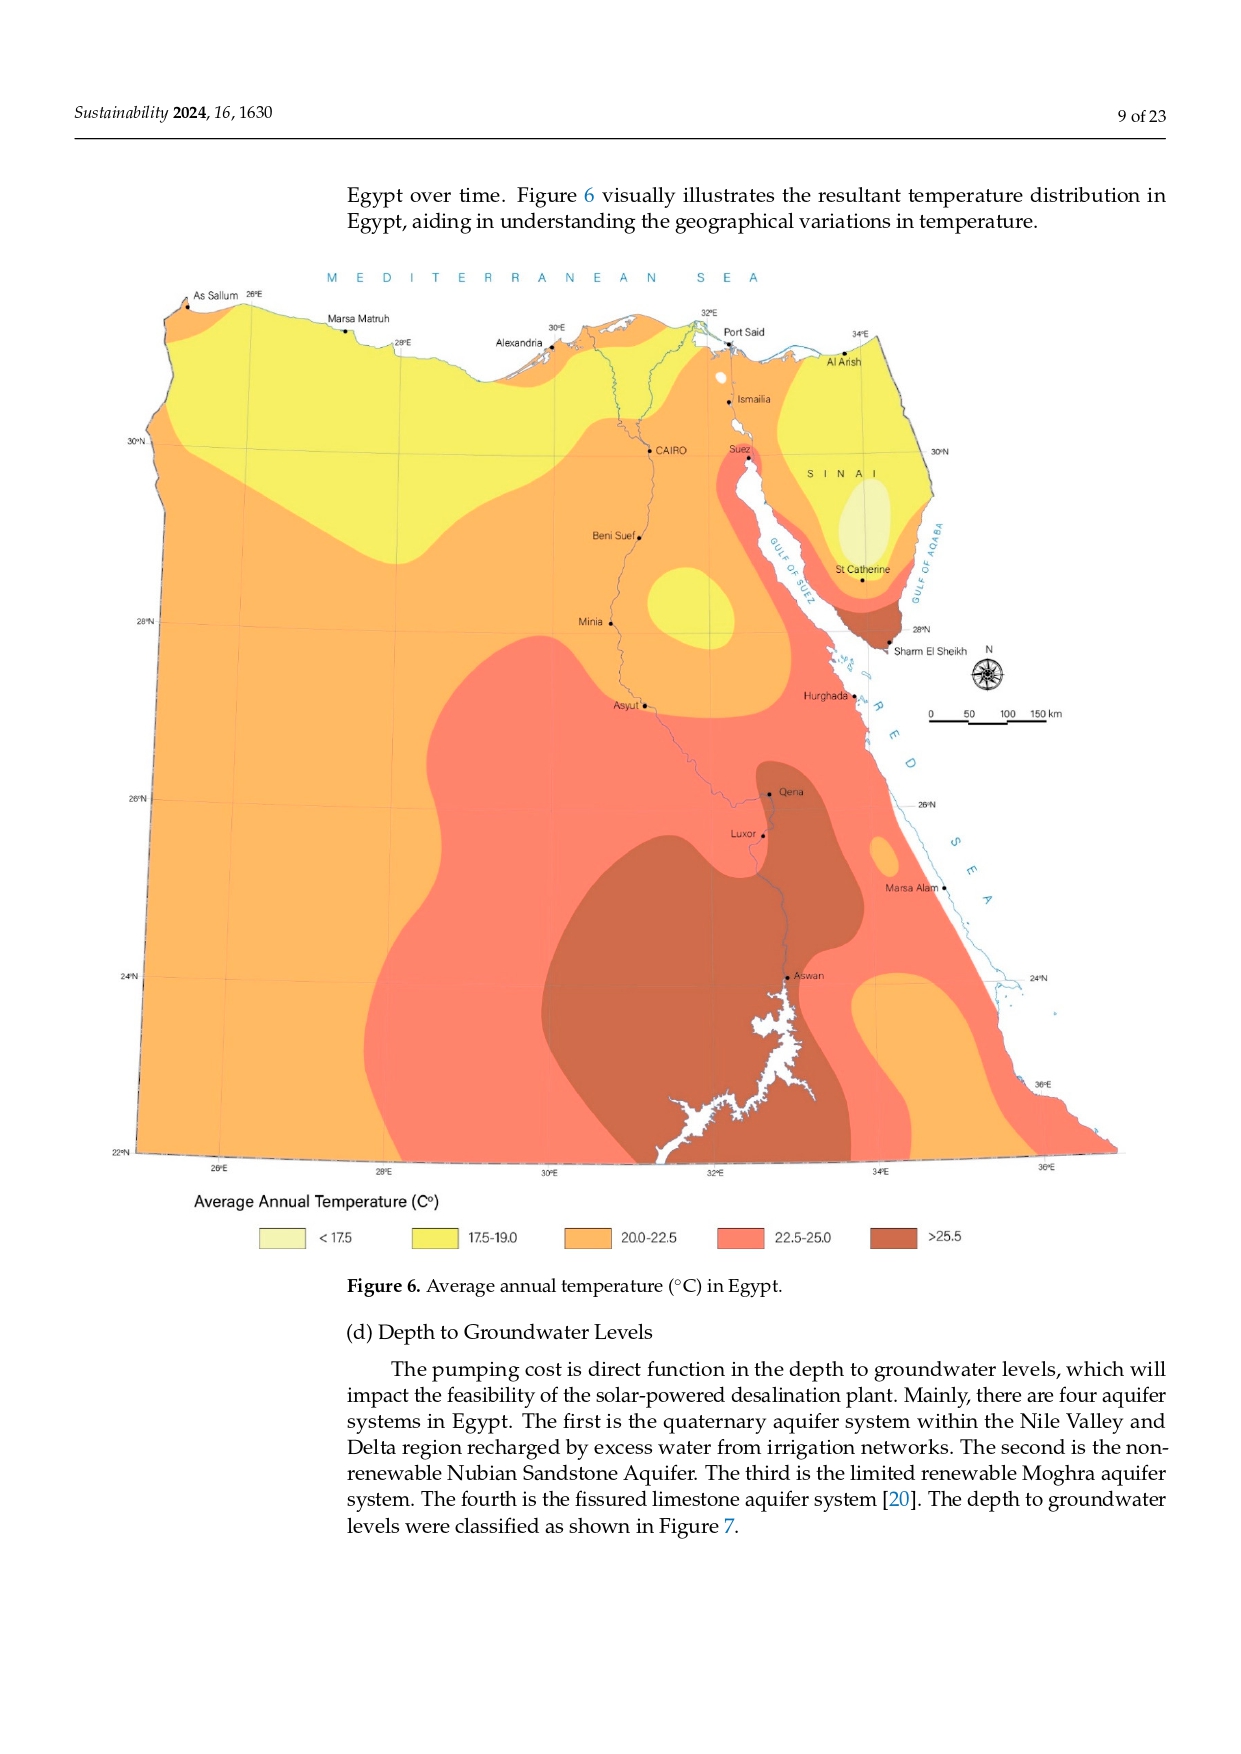 Sustainability 2024, 16, 1630
9 of 23
Egypt over time. Figure 6 visually illustrates the resultant temperature distribution in
Egypt, aiding in understanding the geographical variations in temperature.
MEDITERRANEAN SEA
As Sallum
26°E
Marsa Matruh
28°E
Alexandria
30°E
32°E
Port Said
34°E
Al Arish
Ismailia
30°N
CAIRO
Suez
30°N
SINAI
Beni Suef
GULF OF SUEZ
GULF OF AQABA
St Catherine
28°N
Minia
28°N
Sharm El Sheikh
N
Asyut
Hurghada
0 50 100 150 km
RED SEA
26°N
Qena
26°N
Luxor
Marsa Alam
24°N
Aswan
24°N
36°E
22°N
26°E
28°E
30°E
32°E
34°E
36°E
Average Annual Temperature (C°)
< 17.5
17.5-19.0
20.0-22.5
22.5-25.0
>25.5
Figure 6. Average annual temperature (°C) in Egypt.
(d) Depth to Groundwater Levels
The pumping cost is direct function in the depth to groundwater levels, which will
impact the feasibility of the solar-powered desalination plant. Mainly, there are four aquifer
systems in Egypt. The first is the quaternary aquifer system within the Nile Valley and
Delta region recharged by excess water from irrigation networks. The second is the non-
renewable Nubian Sandstone Aquifer. The third is the limited renewable Moghra aquifer
system. The fourth is the fissured limestone aquifer system [20]. The depth to groundwater
levels were classified as shown in Figure 7.